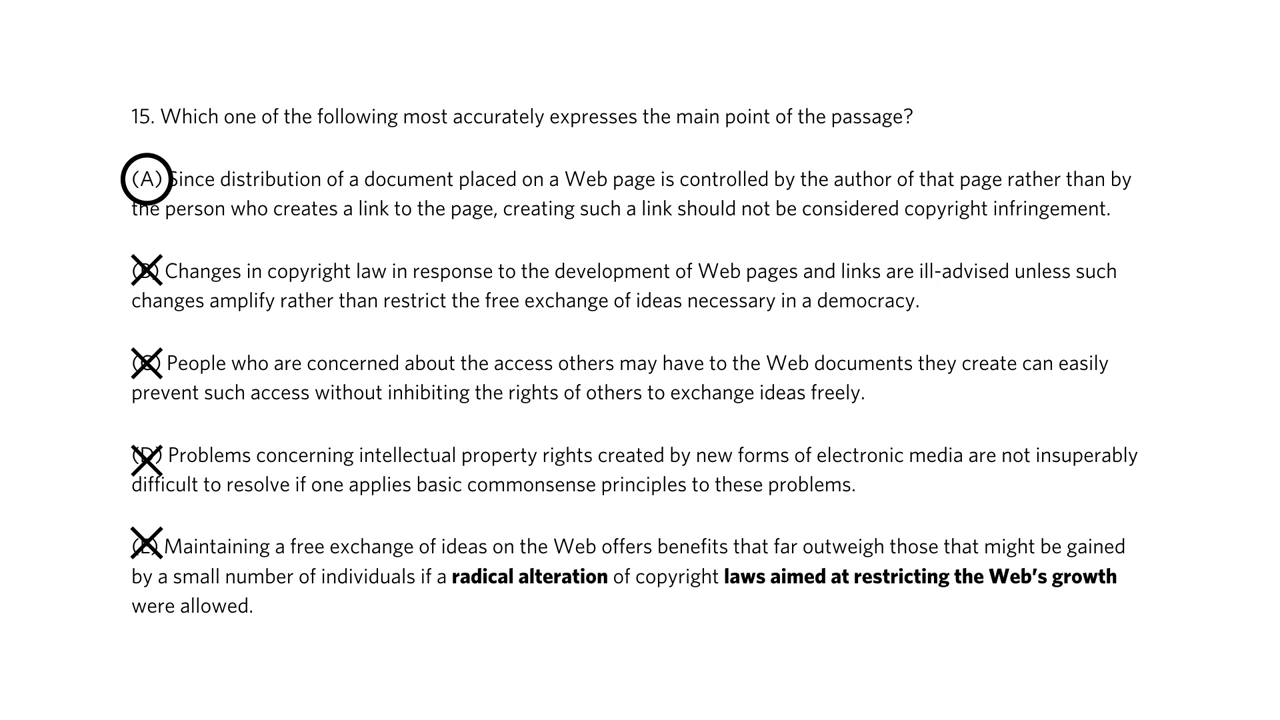 15. Which one of the following most accurately expresses the main point of the passage?
(A) Since distribution of a document placed on a Web page is controlled by the author of that page rather than by
the person who creates a link to the page, creating such a link should not be considered copyright infringement.
(B) Changes in copyright law in response to the development of Web pages and links are ill-advised unless such
changes amplify rather than restrict the free exchange of ideas necessary in a democracy.
(C) People who are concerned about the access others may have to the Web documents they create can easily
prevent such access without inhibiting the rights of others to exchange ideas freely.
(D) Problems concerning intellectual property rights created by new forms of electronic media are not insuperably
difficult to resolve if one applies basic commonsense principles to these problems.
(E) Maintaining a free exchange of ideas on the Web offers benefits that far outweigh those that might be gained
by a small number of individuals if a radical alteration of copyright laws aimed at restricting the Web's growth
were allowed.